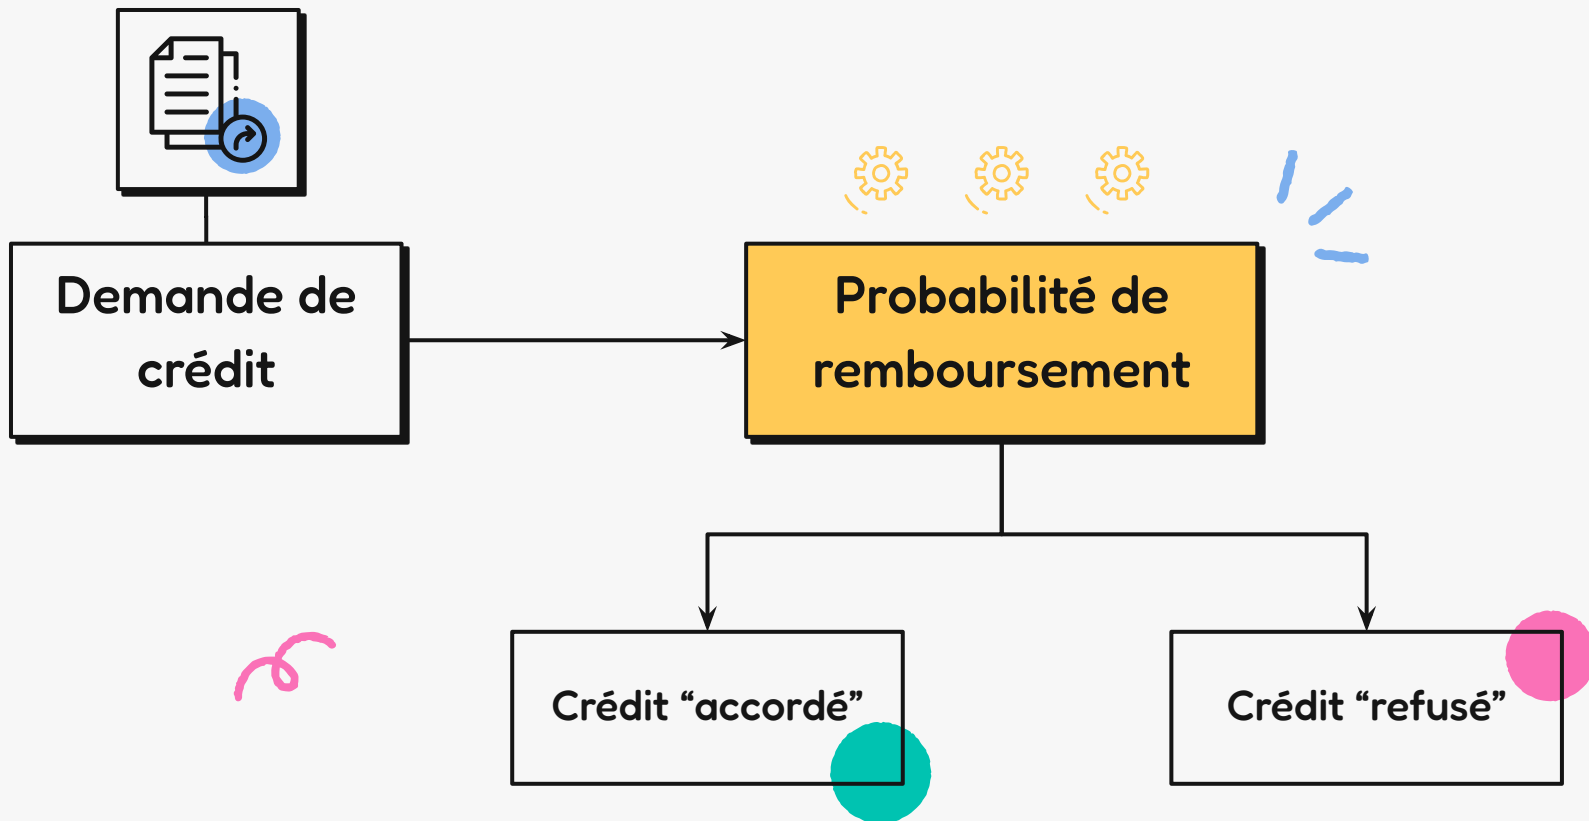 Demande de
crédit
Probabilité de
remboursement
Crédit “accordé”
Crédit “refusé”